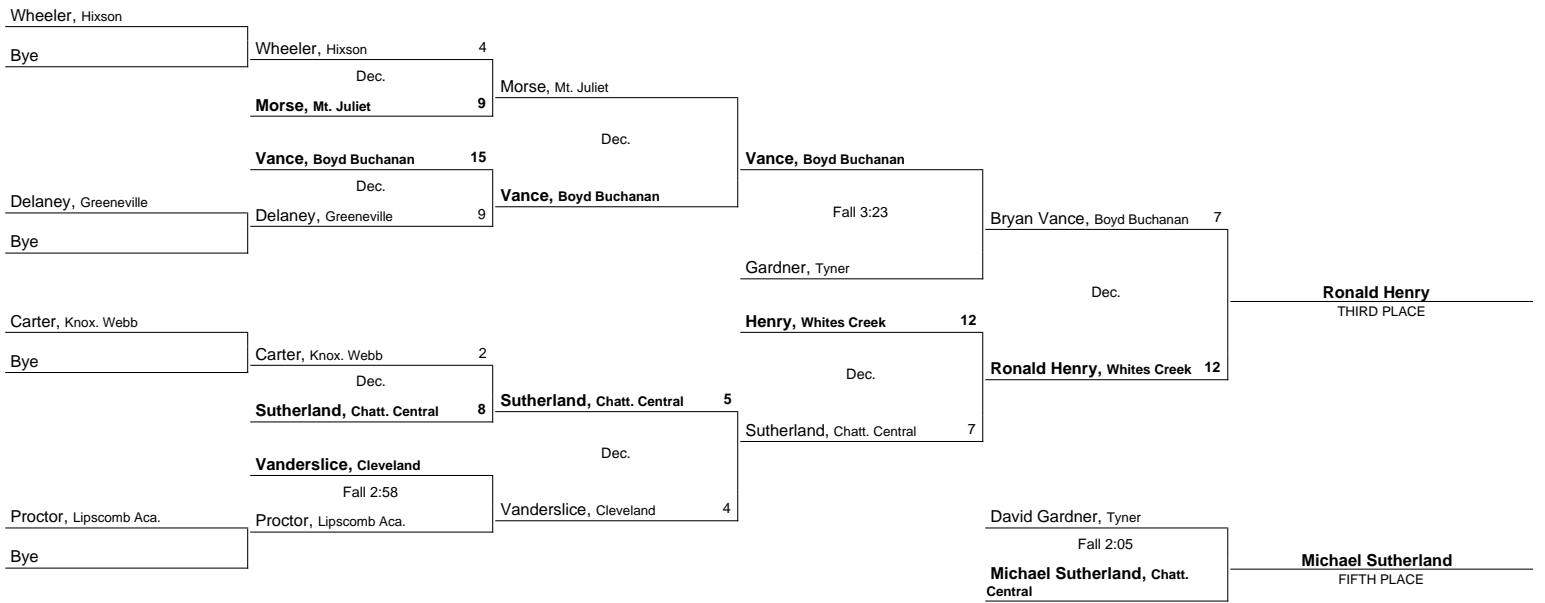 Wheeler, Hixson
Bye
Wheeler, Hixson 4
Dec.
Morse, Mt. Juliet 9
Morse, Mt. Juliet
Dec.
Vance, Boyd Buchanan 15
Dec.
Delaney, Greeneville 9
Delaney, Greeneville
Bye
Vance, Boyd Buchanan
Vance, Boyd Buchanan
Fall 3:23
Gardner, Tyner
Bryan Vance, Boyd Buchanan 7
Dec.
Ronald Henry
THIRD PLACE
Carter, Knox. Webb
Bye
Carter, Knox. Webb 2
Dec.
Sutherland, Chatt. Central 8
Sutherland, Chatt. Central 5
Dec.
Henry, Whites Creek 12
Dec.
Sutherland, Chatt. Central 7
Ronald Henry, Whites Creek 12
Vanderslice, Cleveland
Fall 2:58
Proctor, Lipscomb Aca.
Proctor, Lipscomb Aca.
Bye
Vanderslice, Cleveland 4
David Gardner, Tyner
Fall 2:05
Michael Sutherland, Chatt.
Central
Michael Sutherland
FIFTH PLACE